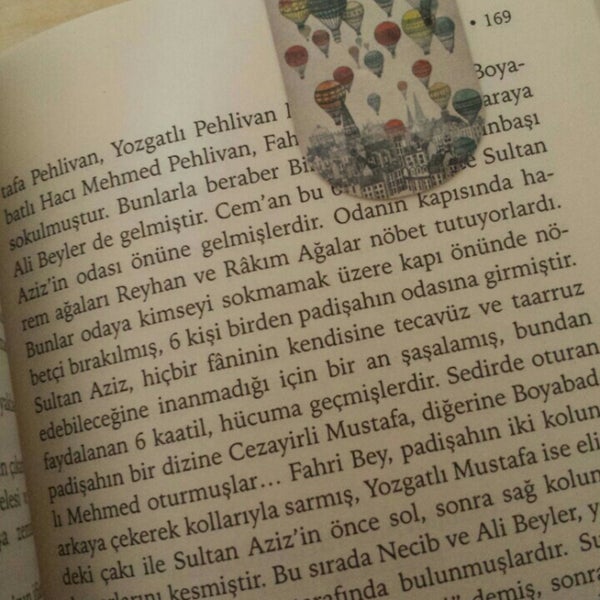 • 169
tafa Pehlivan, Yozgatlı Pehlivan Boya-
batlı Hacı Mehmed Pehlivan, Fah araya
sokulmuştur. Bunlarla beraber Bi nbaşı
Ali Beyler de gelmiştir. Cem'an bu Sultan
Aziz'in odası önüne gelmişlerdir. Odanın kapısında ha-
rem ağaları Reyhan ve Râkım Ağalar nöbet tutuyorlardı.
Bunlar odaya kimseyi sokmamak üzere kapı önünde nö-
betçi bırakılmış, 6 kişi birden padişahın odasına girmiştir.
Sultan Aziz, hiçbir fâninin kendisine tecavüz ve taarruz
edebileceğine inanmadığı için bir an şaşalamış, bundan
faydalanan 6 kaatil, hücuma geçmişlerdir. Sedirde oturan
padişahın bir dizine Cezayirli Mustafa, diğerine Boyabad
lı Mehmed oturmuşlar... Fahri Bey, padişahın iki kolun
arkaya çekerek kollarıyla sarmış, Yozgatlı Mustafa ise eli
deki çakı ile Sultan Aziz'in önce sol, sonra sağ kolun
kesmiştir. Bu sırada Necib ve Ali Beyler, y
rafında bulunmuşlardır. Su
demiş, sonra